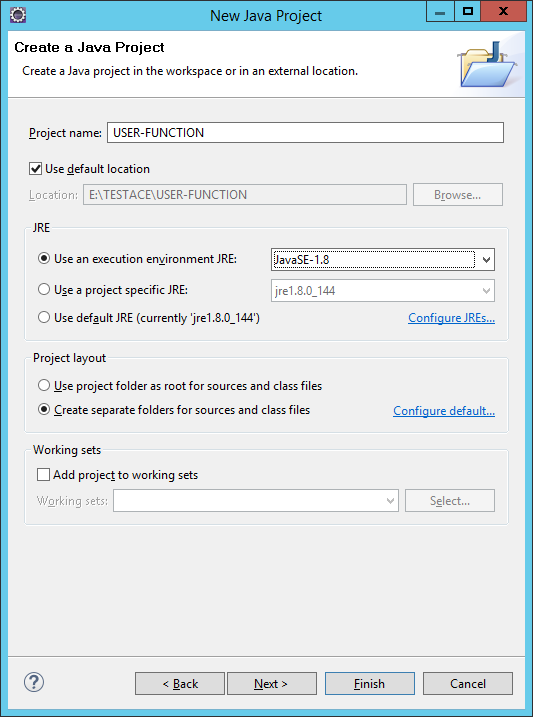 New Java Project
Create a Java Project
Create a Java project in the workspace or in an external location.
Project name: USER-FUNCTION
Use default location
Location: E:\TESTACE\USER-FUNCTION Browse...
JRE
Use an execution environment JRE: JavaSE-1.8
Use a project specific JRE: jre1.8.0_144
Use default JRE (currently 'jre1.8.0_144') Configure JREs...
Project layout
Use project folder as root for sources and class files
Create separate folders for sources and class files Configure default...
Working sets
Add project to working sets
Working sets: Select...
? < Back Next > Finish Cancel